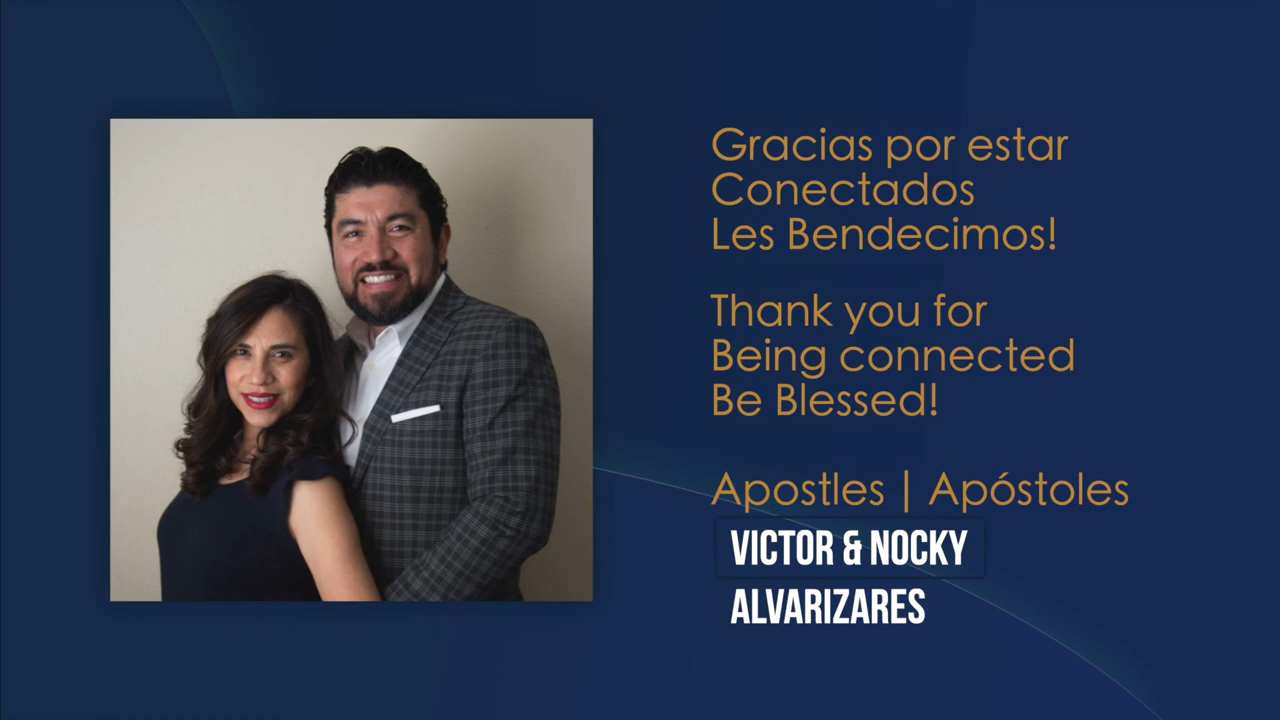 Gracias por estar
Conectados
Les Bendecimos!
Thank you for
Being connected
Be Blessed!
Apostles | Apóstoles
VICTOR & NOCKY
ALVARIZARES